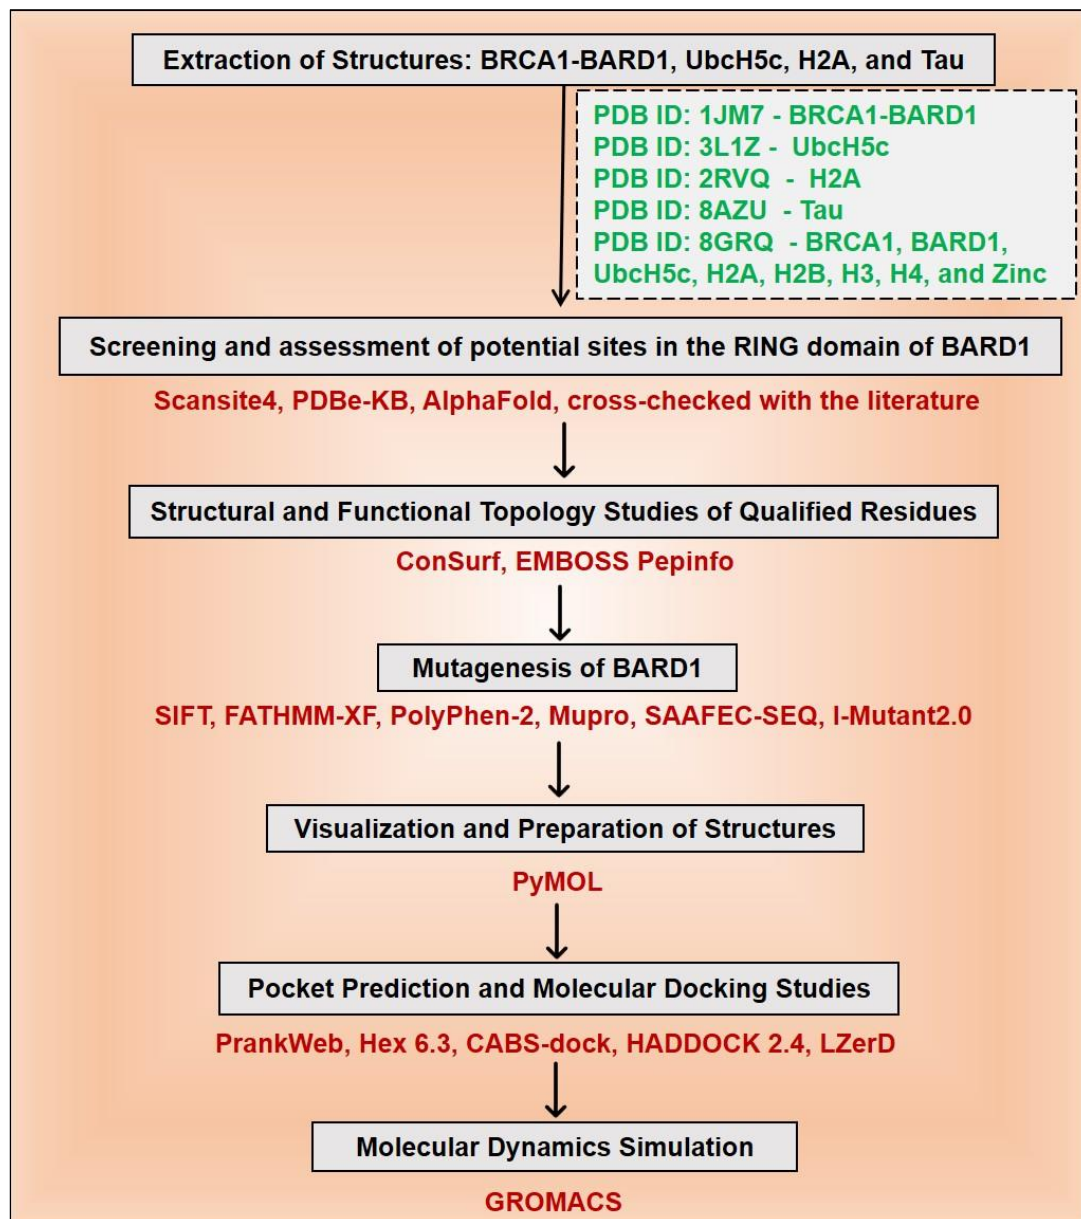 Extraction of Structures: BRCA1-BARD1, UbcH5c, H2A, and Tau
PDB ID: 1JM7 - BRCA1-BARD1
PDB ID: 3L1Z - UbcH5c
PDB ID: 2RVQ - H2A
PDB ID: 8AZU - Tau
PDB ID: 8GRQ - BRCA1, BARD1,
UbcH5c, H2A, H2B, H3, H4, and Zinc
Screening and assessment of potential sites in the RING domain of BARD1
Scansite4, PDBe-KB, AlphaFold, cross-checked with the literature
Structural and Functional Topology Studies of Qualified Residues
ConSurf, EMBOSS Pepinfo
Mutagenesis of BARD1
SIFT, FATHMM-XF, PolyPhen-2, Mupro, SAAFEC-SEQ, I-Mutant2.0
Visualization and Preparation of Structures
PyMOL
Pocket Prediction and Molecular Docking Studies
PrankWeb, Hex 6.3, CABS-dock, HADDOCK 2.4, LZerD
Molecular Dynamics Simulation
GROMACS